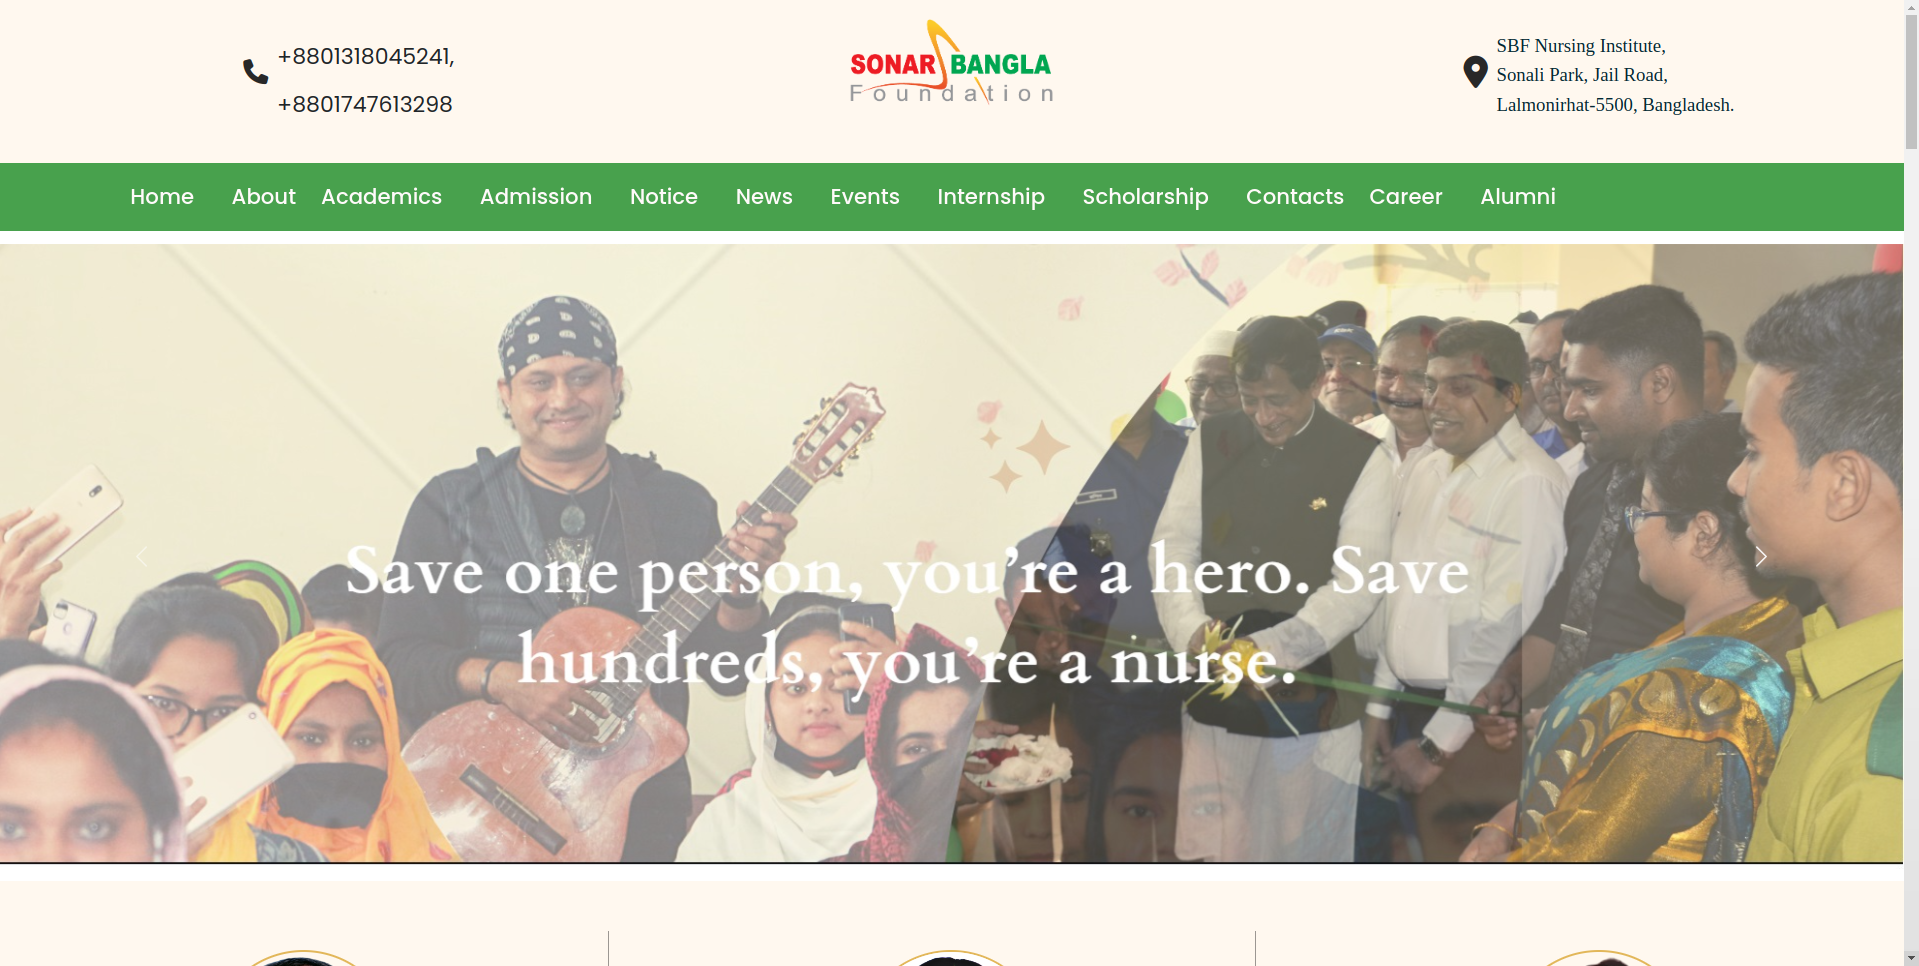 +8801318045241,
+8801747613298
SONAR BANGLA
Foundation
SBF Nursing Institute,
Sonali Park, Jail Road,
Lalmonirhat-5500, Bangladesh.
Home About Academics Admission Notice News Events Internship Scholarship Contacts Career Alumni
Save one person, you’re a hero. Save
hundreds, you’re a nurse.